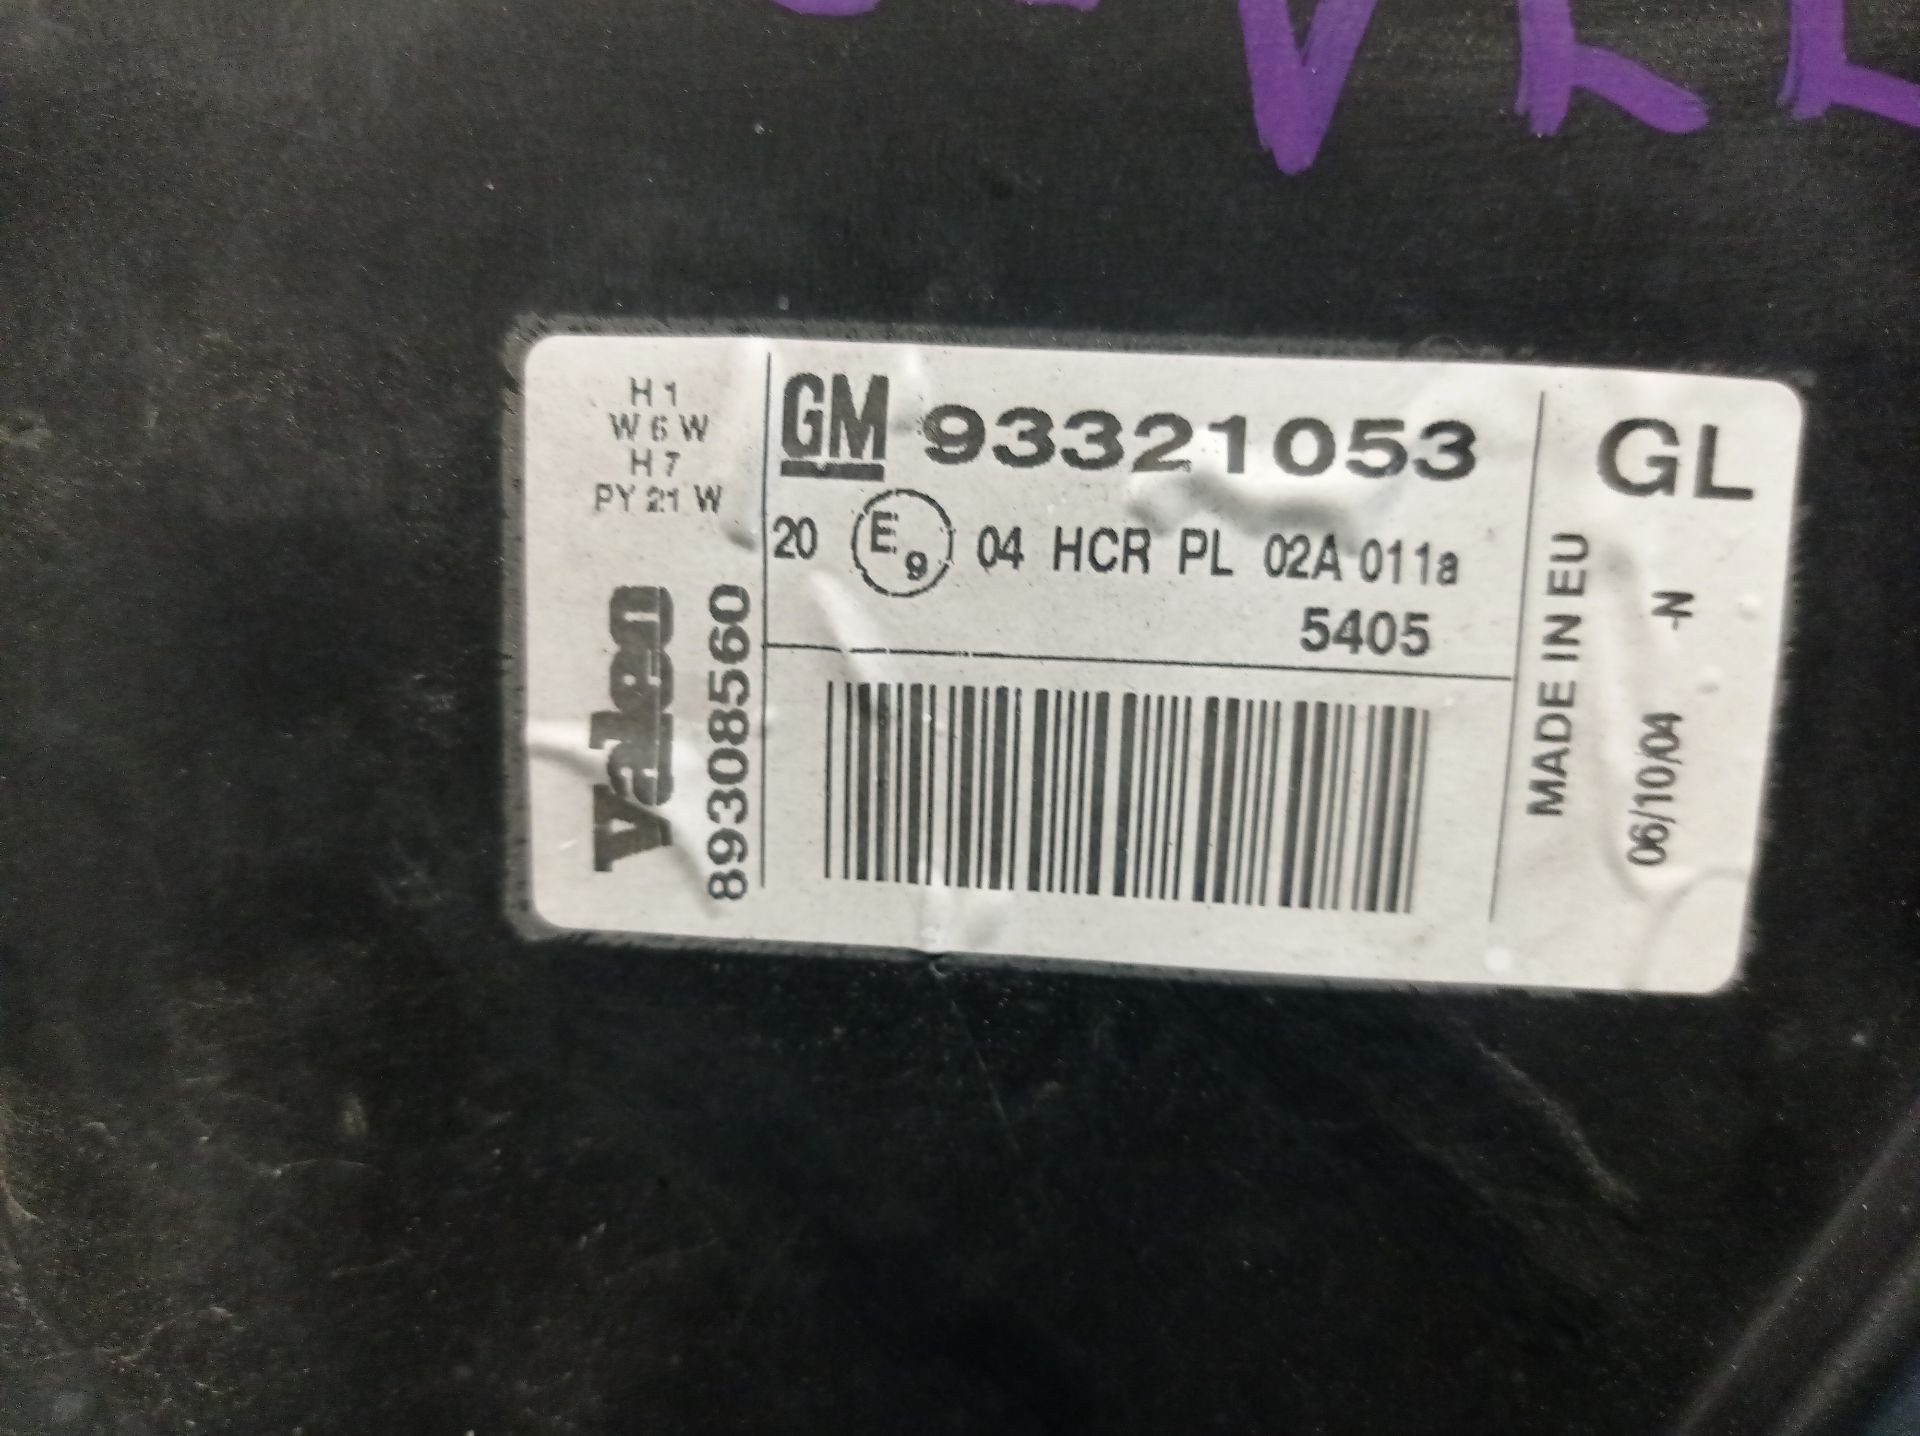 H 1
W 6 W
H 7
PY 21 W
Valeo
89308560
GM 93321053
20 E9 04 HCR PL 02A 011a
5405
MADE IN EU
GL
06/10/04 -N